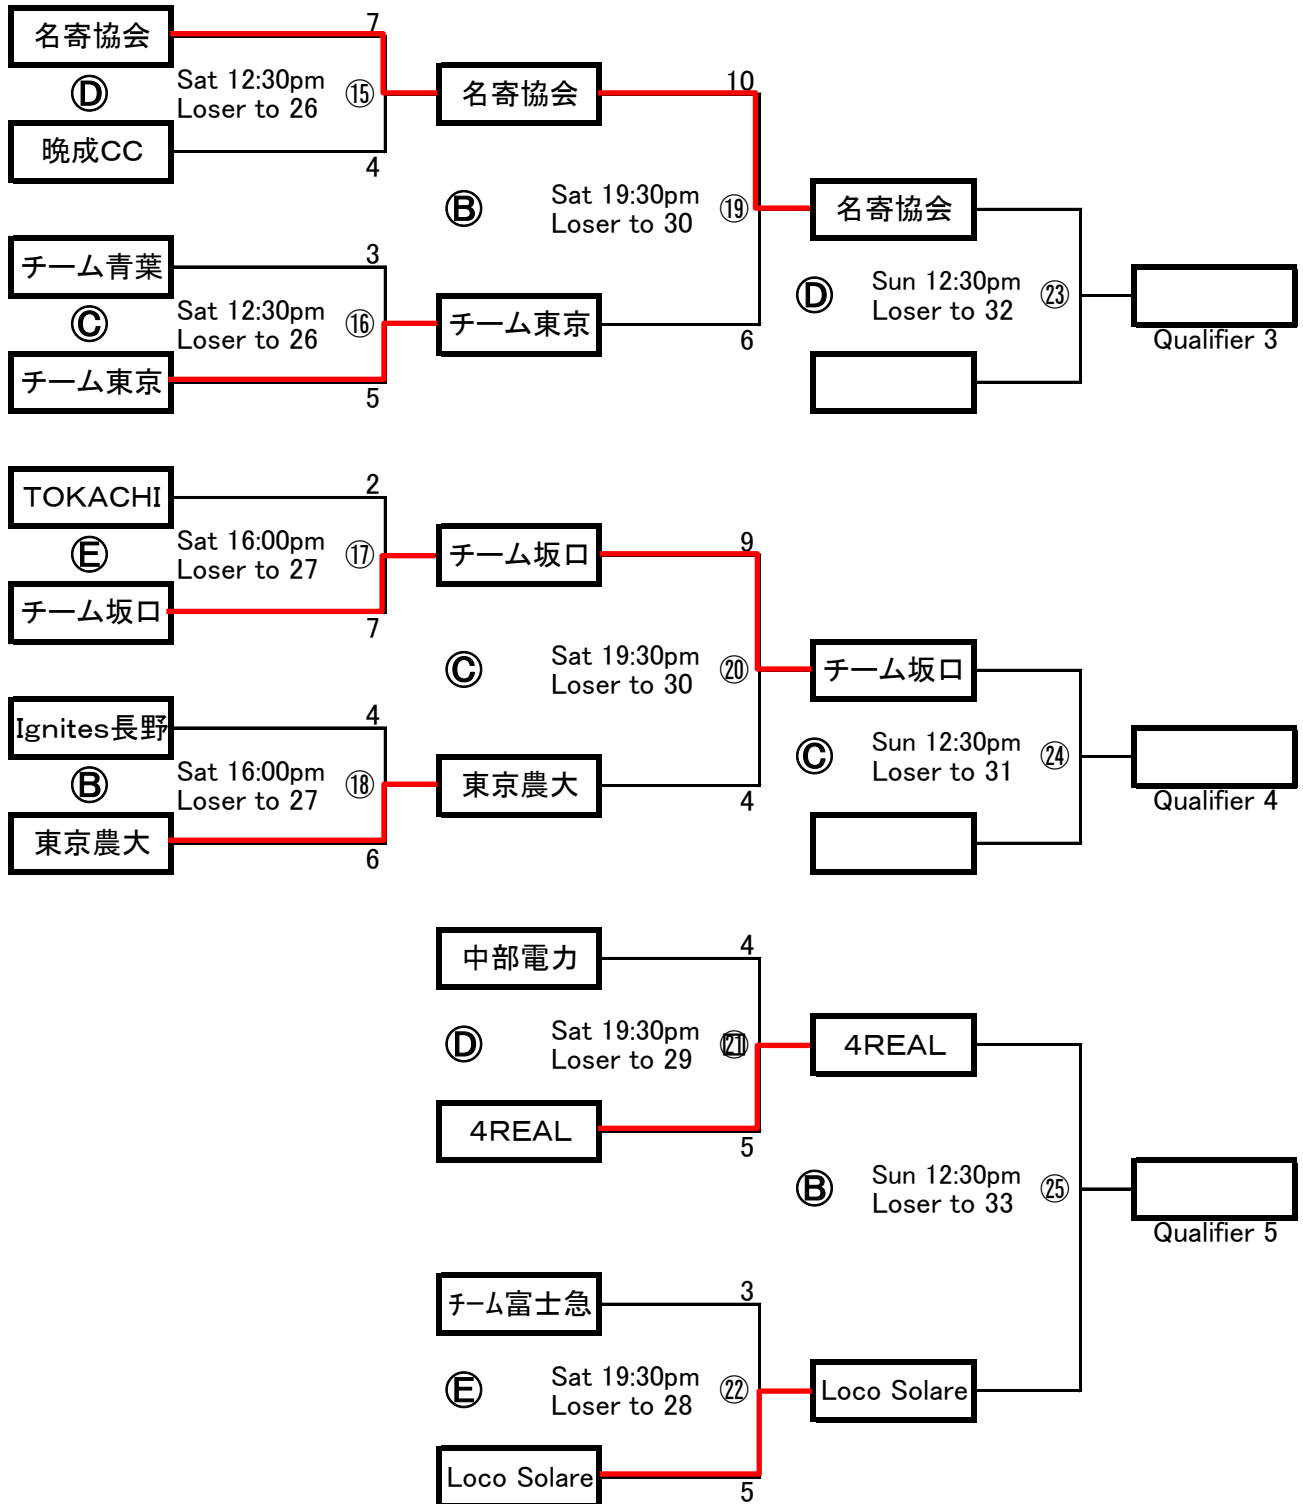 名寄協会
7
Ⓓ
Sat 12:30pm
Loser to 26
⑮
晩成CC
4
名寄協会
10
Ⓑ
Sat 19:30pm
Loser to 30
⑲
チーム青葉
3
Ⓒ
Sat 12:30pm
Loser to 26
⑯
チーム東京
5
チーム東京
6
名寄協会
Ⓓ
Sun 12:30pm
Loser to 32
㉓
Qualifier 3
TOKACHI
2
Ⓔ
Sat 16:00pm
Loser to 27
⑰
チーム坂口
7
チーム坂口
9
Ⓒ
Sat 19:30pm
Loser to 30
⑳
Ignites長野
4
Ⓑ
Sat 16:00pm
Loser to 27
⑱
東京農大
6
東京農大
4
チーム坂口
Ⓒ
Sun 12:30pm
Loser to 31
㉔
Qualifier 4
中部電力
4
Ⓓ
Sat 19:30pm
Loser to 29
㉑
4REAL
5
4REAL
Ⓑ
Sun 12:30pm
Loser to 33
㉕
Qualifier 5
チーム富士急
3
Ⓔ
Sat 19:30pm
Loser to 28
㉒
Loco Solare
Loco Solare
5